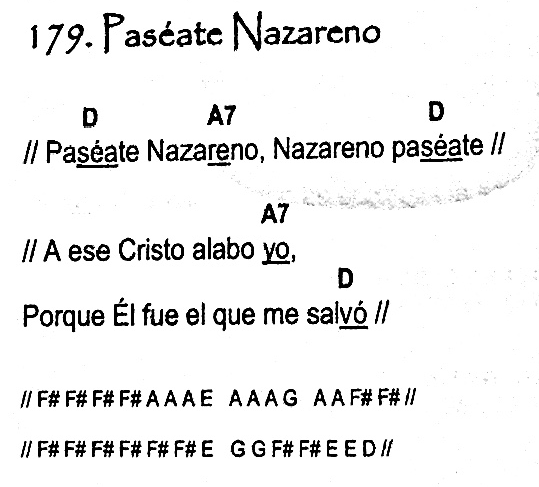 179. Paséate Nazareno
D A7 D
// Paséate Nazareno, Nazareno paséate //
A7
// A ese Cristo alabo yo,
D
Porque Él fue el que me salvó //
// F# F# F# F# A A A E A A A G A A F# F# //
// F# F# F# F# F# F# E G G F# F# E E D //